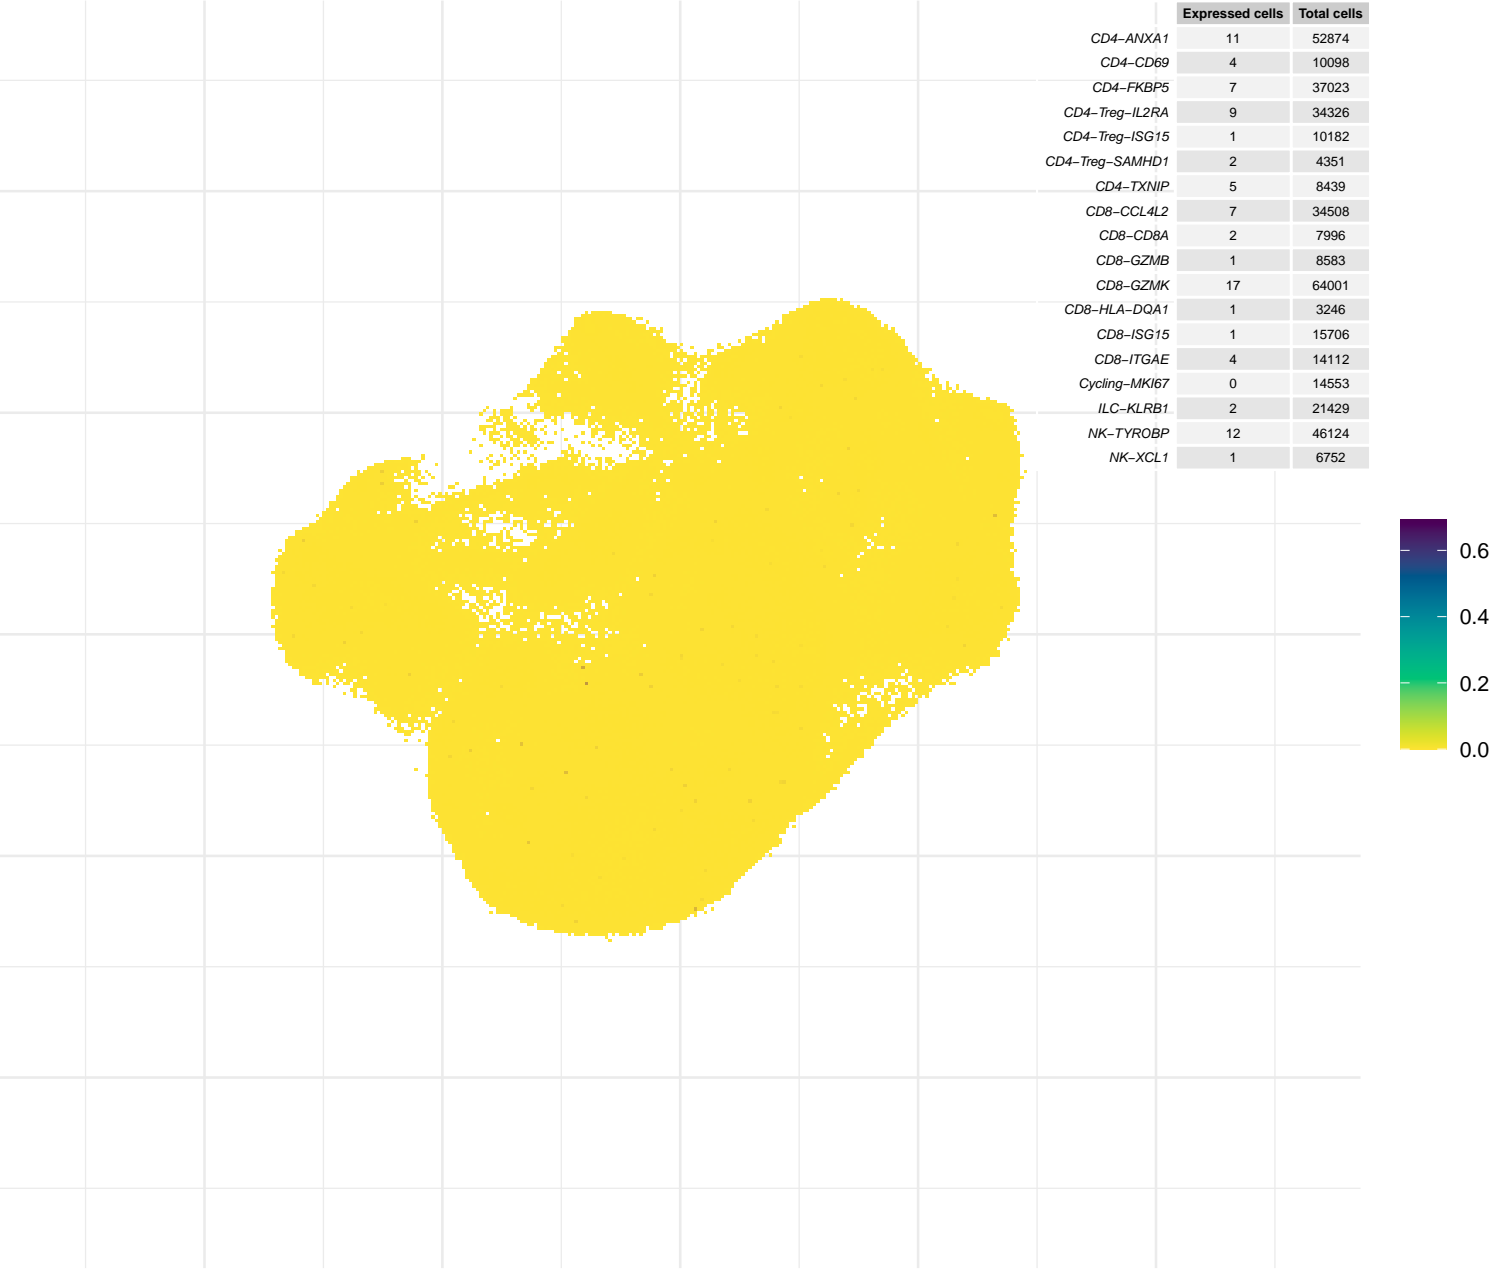 Expressed cells Total cells
CD4−ANXA1 11 52874
CD4−CD69 4 10098
CD4−FKBP5 7 37023
CD4−Treg−IL2RA 9 34326
CD4−Treg−ISG15 1 10182
CD4−Treg−SAMHD1 2 4351
CD4−TXNIP 5 8439
CD8−CCL4L2 7 34508
CD8−CD8A 2 7996
CD8−GZMB 1 8583
CD8−GZMK 17 64001
CD8−HLA−DQA1 1 3246
CD8−ISG15 1 15706
CD8−ITGAE 4 14112
Cycling−MKI67 0 14553
ILC−KLRB1 2 21429
NK−TYROBP 12 46124
NK−XCL1 1 6752
0.6
0.4
0.2
0.0